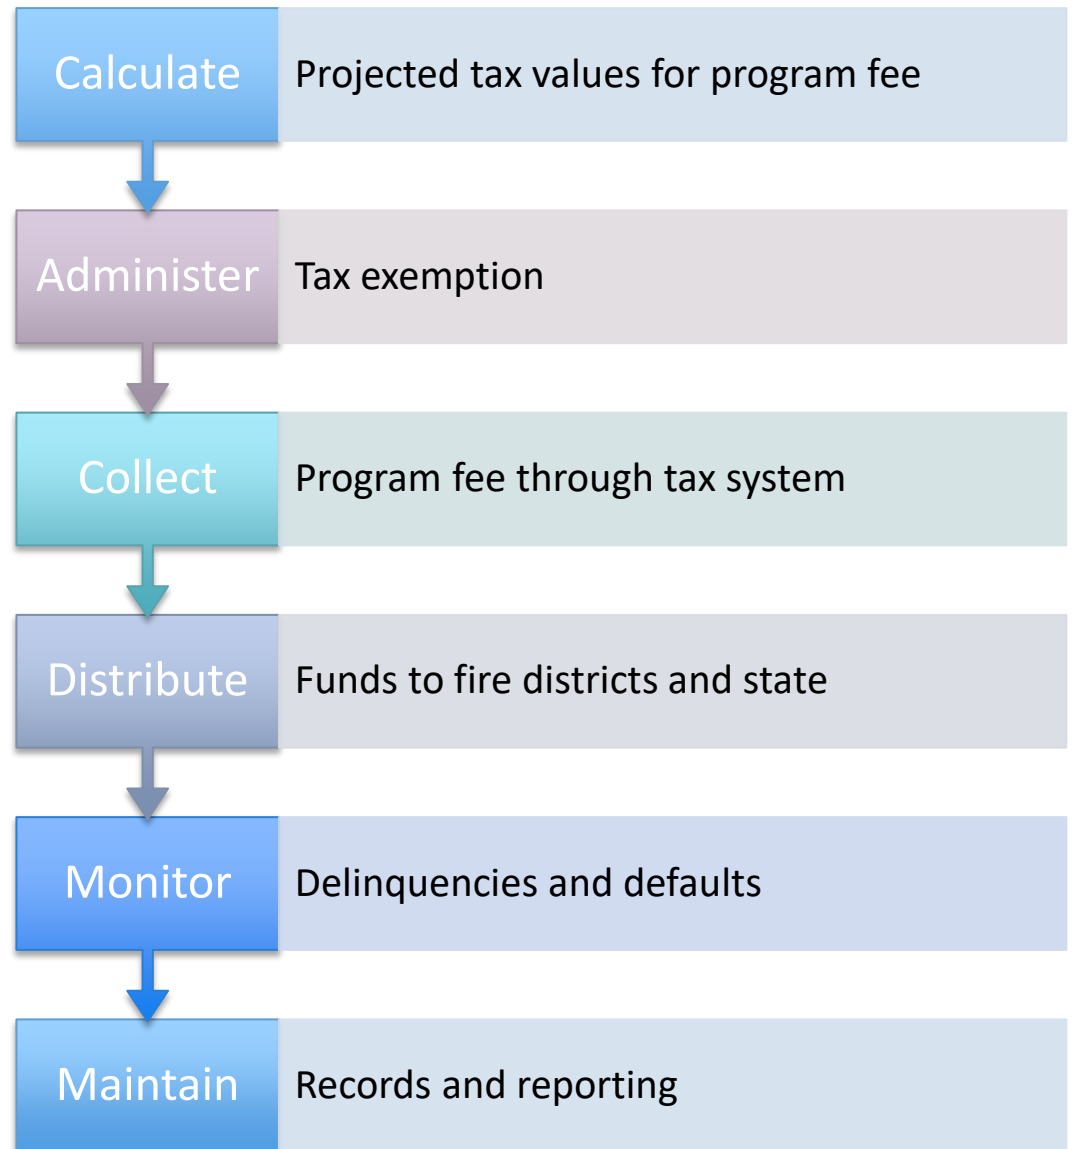 Calculate
Projected tax values for program fee
Administer
Tax exemption
Collect
Program fee through tax system
Distribute
Funds to fire districts and state
Monitor
Delinquencies and defaults
Maintain
Records and reporting